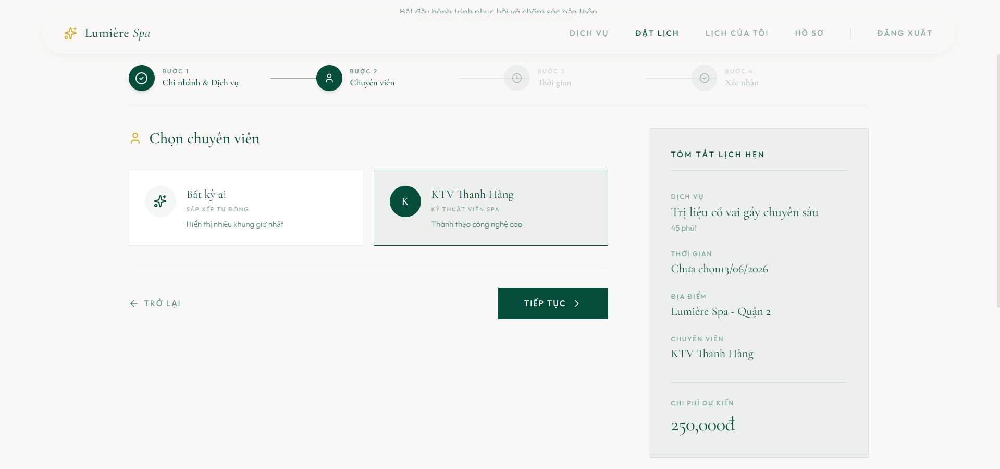 Bắt đầu hành trình phục hồi và chăm sóc bản thân
Lumière Spa
DỊCH VỤ
ĐẶT LỊCH
LỊCH CỦA TÔI
HỒ SƠ
ĐĂNG XUẤT
BƯỚC 1
Chi nhánh & Dịch vụ
BƯỚC 2
Chuyên viên
BƯỚC 3
Thời gian
BƯỚC 4
Xác nhận
Chọn chuyên viên
Bất kỳ ai
SẮP XẾP TỰ ĐỘNG
Hiển thị nhiều khung giờ nhất
K
KTV Thanh Hằng
KỸ THUẬT VIÊN SPA
Thành thạo công nghệ cao
TRỞ LẠI
TIẾP TỤC
TÓM TẮT LỊCH HẸN
DỊCH VỤ
Trị liệu cổ vai gáy chuyên sâu
45 phút
THỜI GIAN
Chưa chọn13/06/2026
ĐỊA ĐIỂM
Lumière Spa - Quận 2
CHUYÊN VIÊN
KTV Thanh Hằng
CHI PHÍ DỰ KIẾN
250,000đ